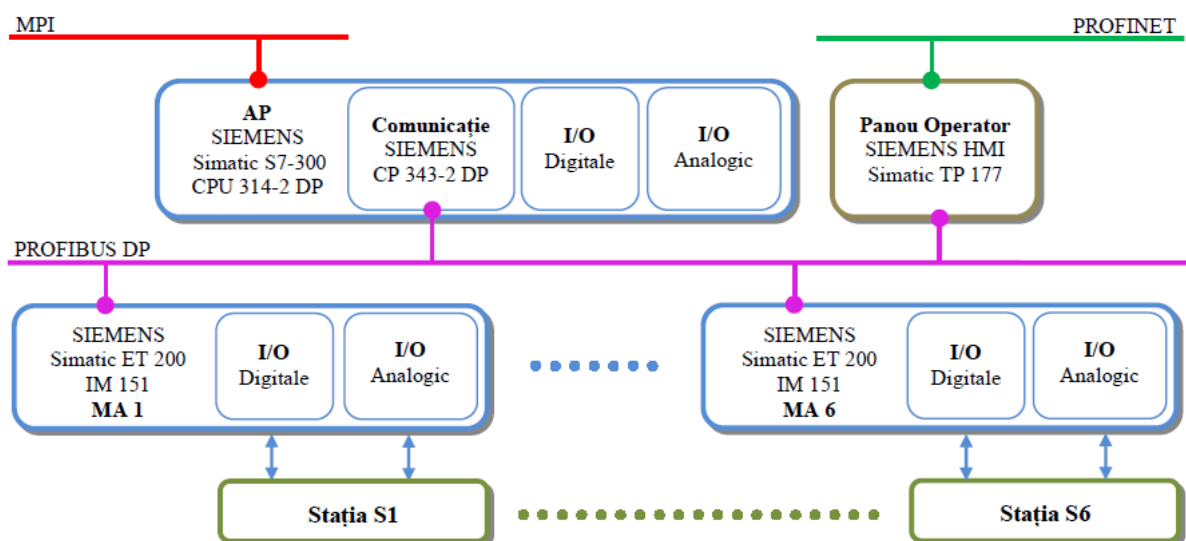 MPI
PROFINET
AP
SIEMENS
Simatic S7-300
CPU 314-2 DP
Comunicație
SIEMENS
CP 343-2 DP
I/O
Digitale
I/O
Analogic
Panou Operator
SIEMENS HMI
Simatic TP 177
PROFIBUS DP
SIEMENS
Simatic ET 200
IM 151
MA 1
I/O
Digitale
I/O
Analogic
SIEMENS
Simatic ET 200
IM 151
MA 6
I/O
Digitale
I/O
Analogic
Stația S1
Stația S6